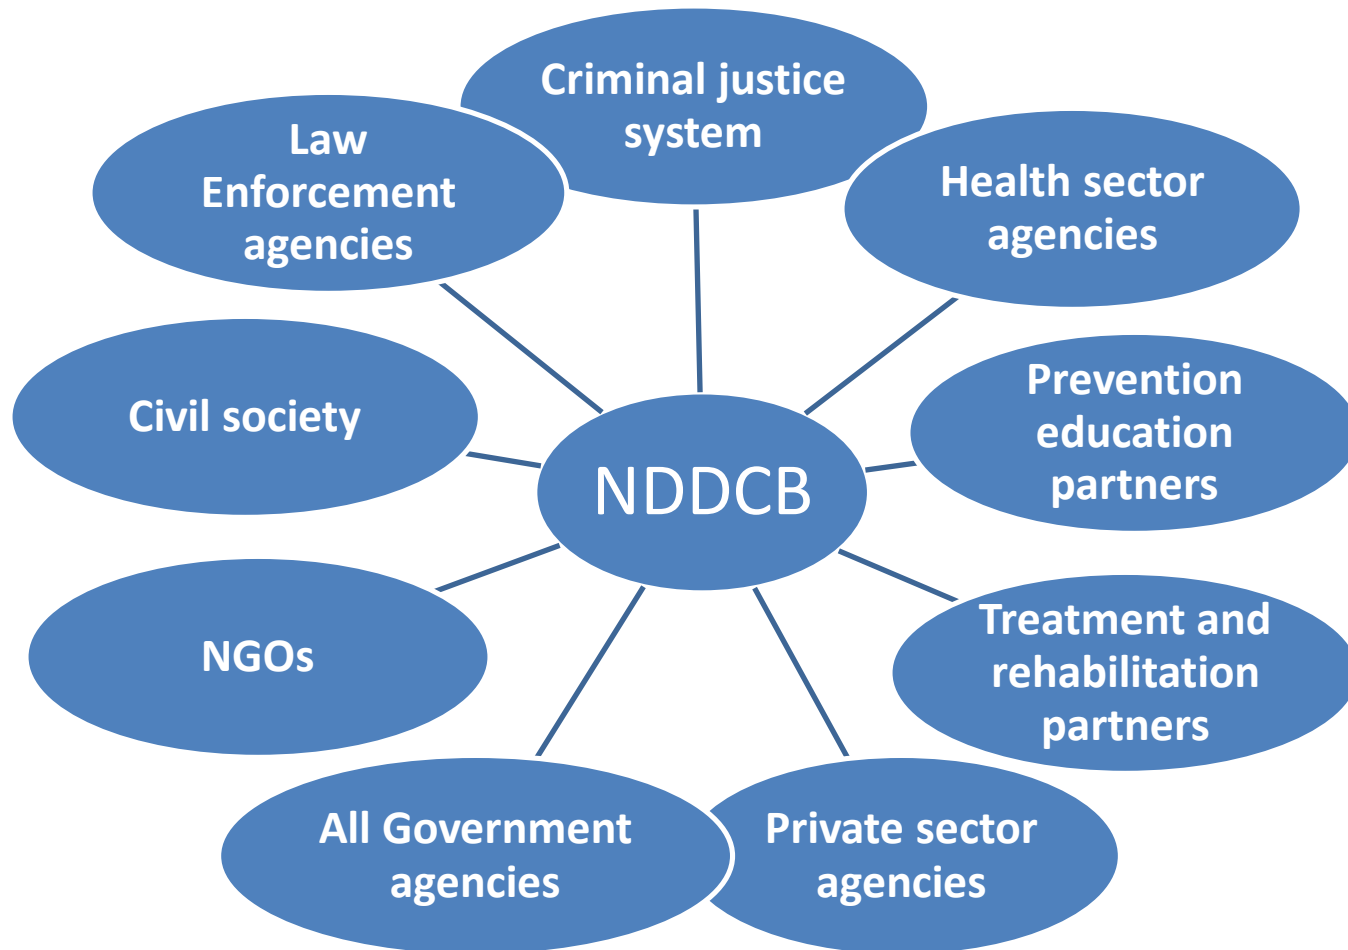 Criminal justice
system
Law
Enforcement
agencies
Health sector
agencies
Civil society
Prevention
education
partners
NDDCB
NGOs
Treatment and
rehabilitation
partners
All Government
agencies
Private sector
agencies